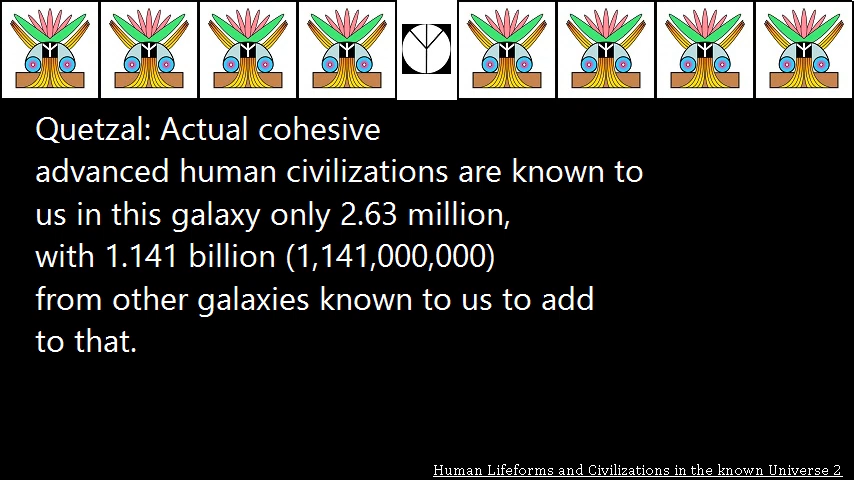 Quetzal: Actual cohesive
advanced human civilizations are known to
us in this galaxy only 2.63 million,
with 1.141 billion (1,141,000,000)
from other galaxies known to us to add
to that.
Human Lifeforms and Civilizations in the known Universe 2